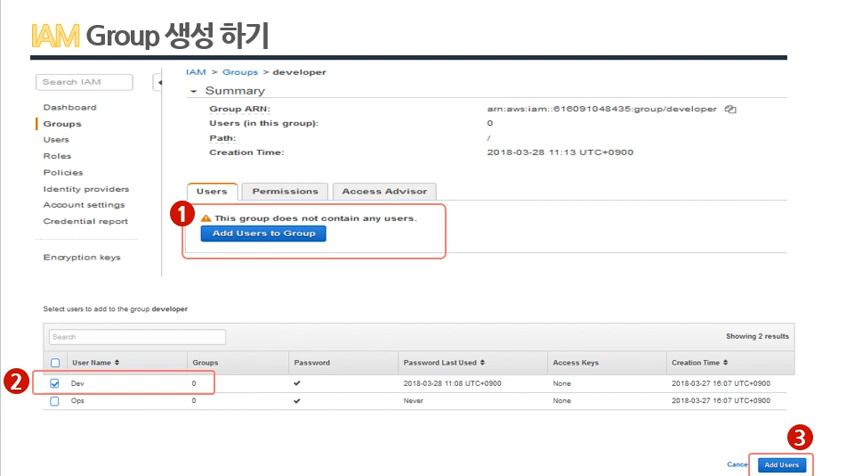 IAM Group 생성 하기
IAM > Groups > developer
Search IAM
Summary
Group ARN: arn:aws:iam::616091048435:group/developer
Dashboard
Groups
Users (in this group): 0
Users
Path: /
Roles
Creation Time: 2018-03-28 11:13 UTC+0900
Policies
Identity providers
Account settings
Credential report
Encryption keys
Users Permissions Access Advisor
1
This group does not contain any users.
Add Users to Group
Select users to add to the group developer
Search
Showing 2 results
User Name Groups Password Password Last Used Access Keys Creation Time
2
Dev 0 2018-03-28 11:08 UTC+0900 None 2018-03-27 16:07 UTC+0900
Ops 0 Never None 2018-03-27 16:07 UTC+0900
3
Cance Add Users